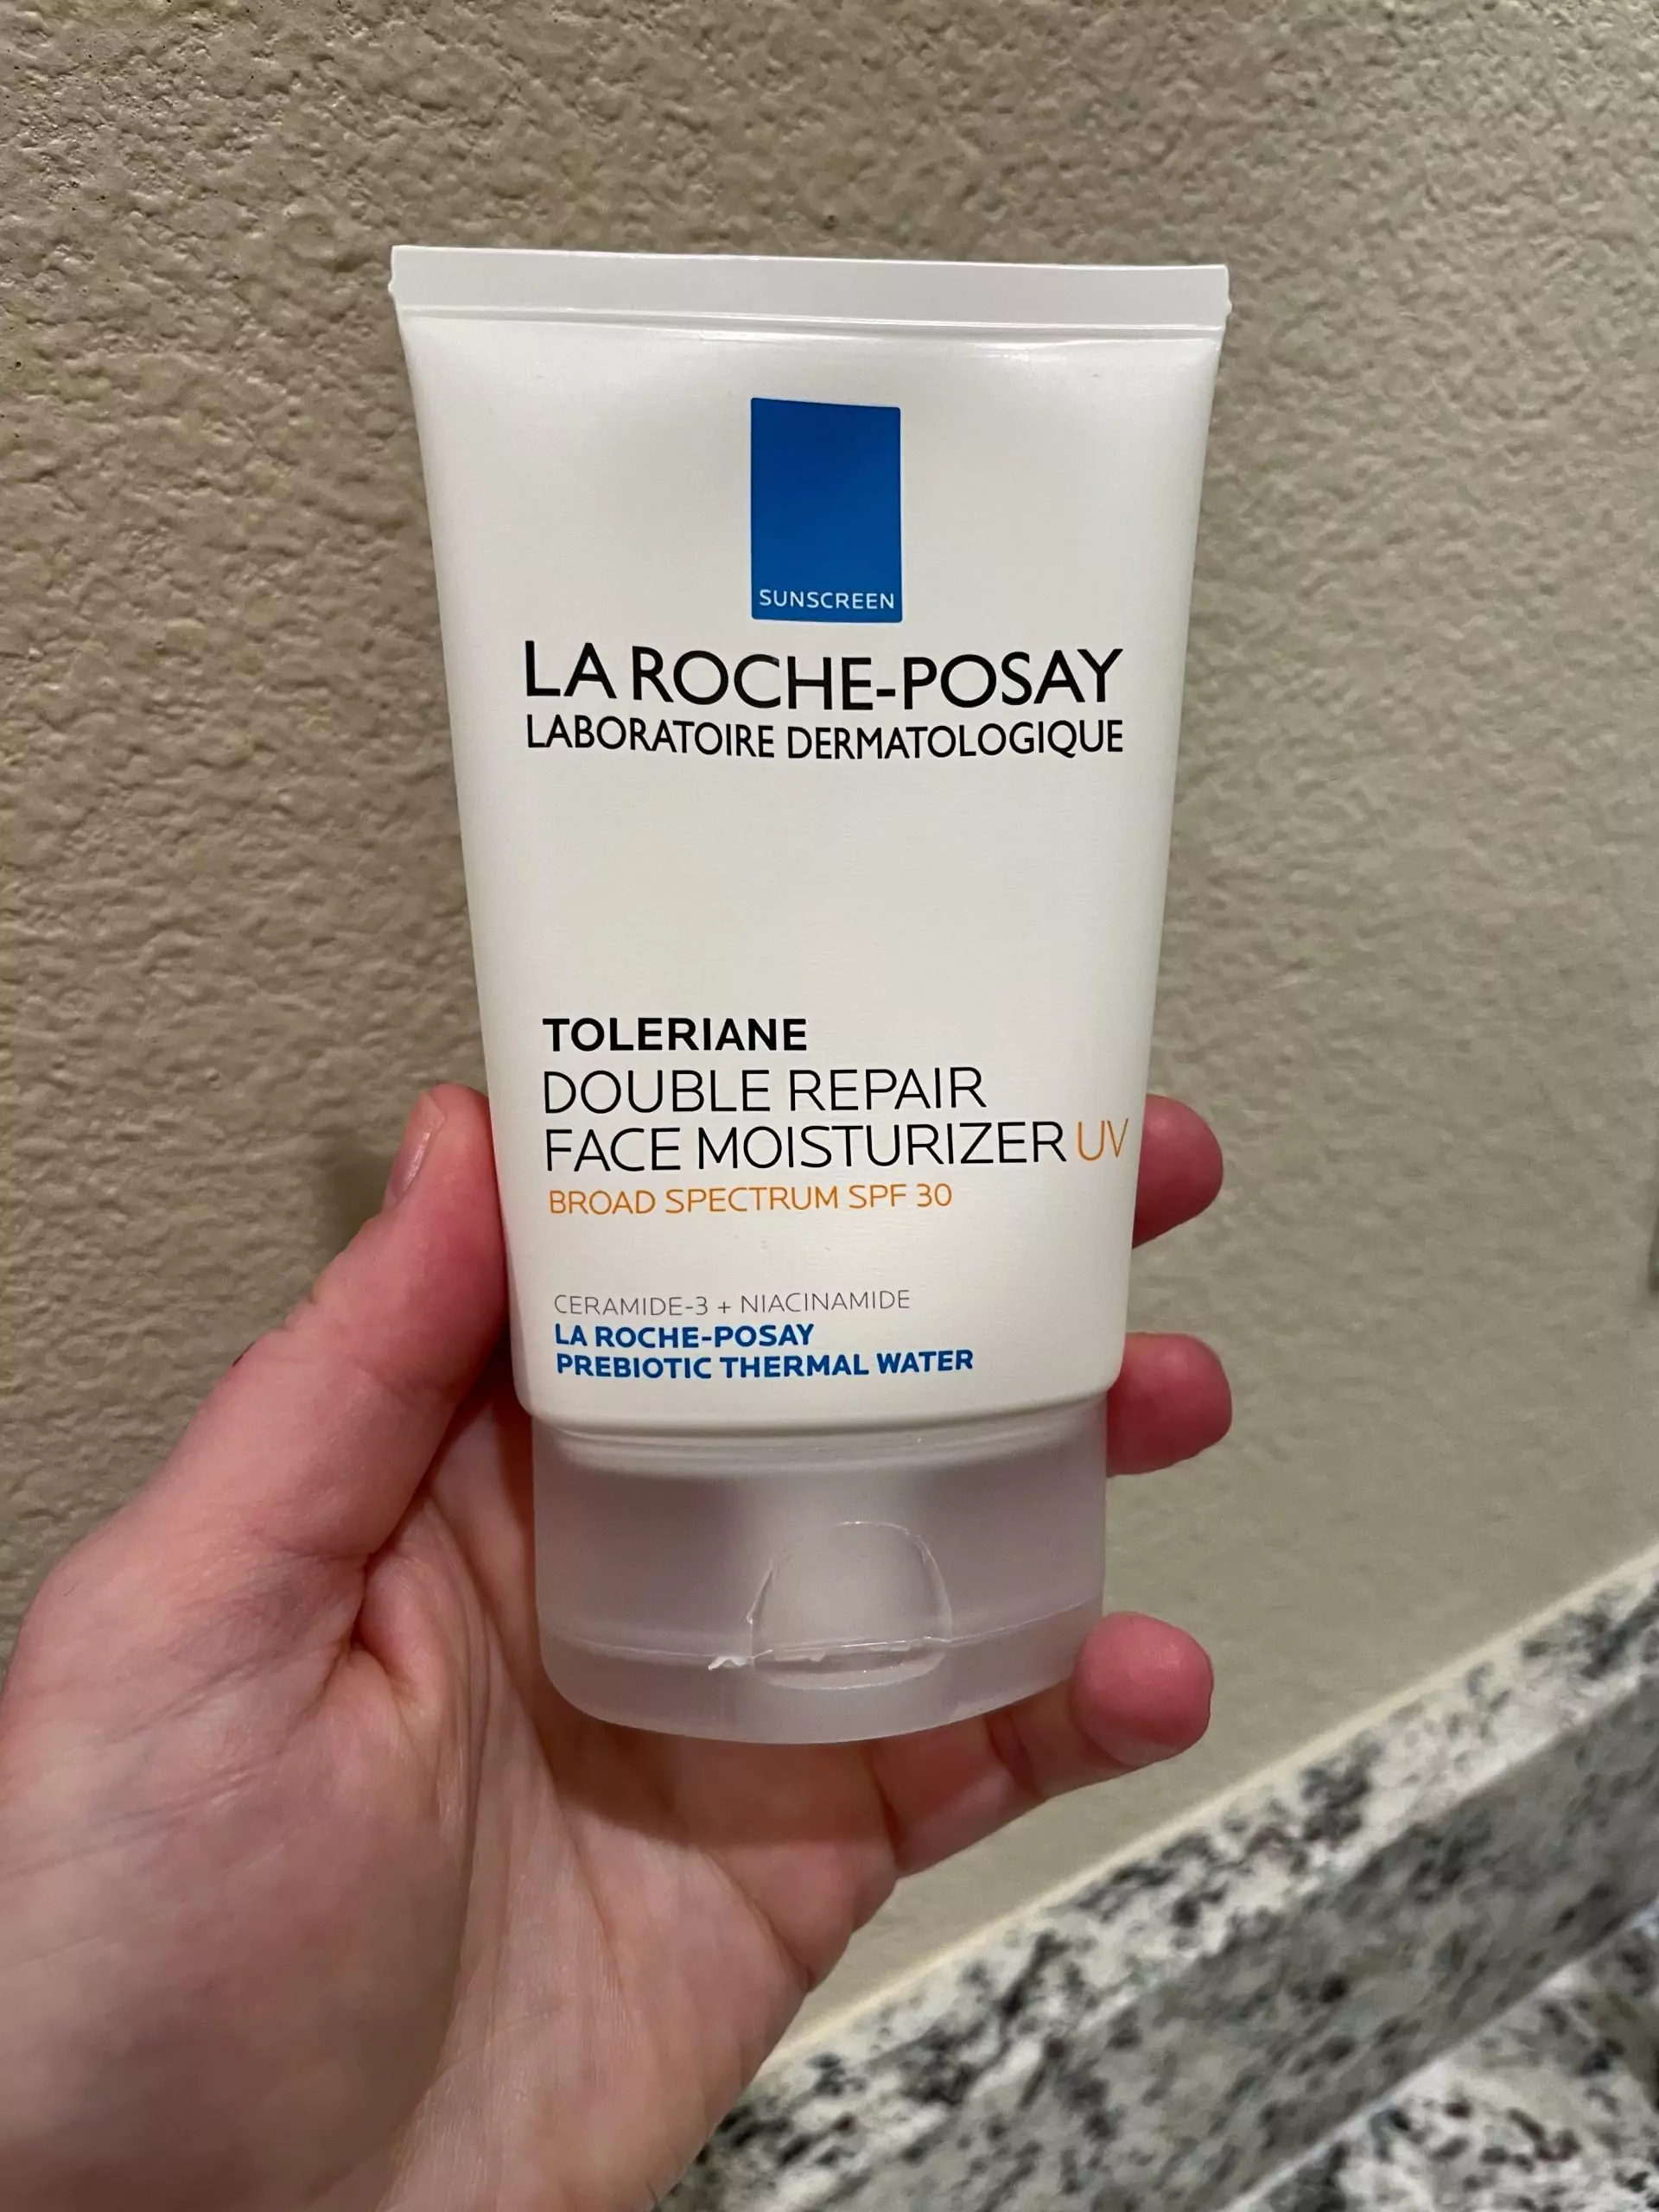 SUNSCREEN
LA ROCHE-POSAY
LABORATOIRE DERMATOLOGIQUE
TOLERIANE
DOUBLE REPAIR
FACE MOISTURIZER UV
BROAD SPECTRUM SPF 30
CERAMIDE-3 + NIACINAMIDE
LA ROCHE-POSAY
PREBIOTIC THERMAL WATER